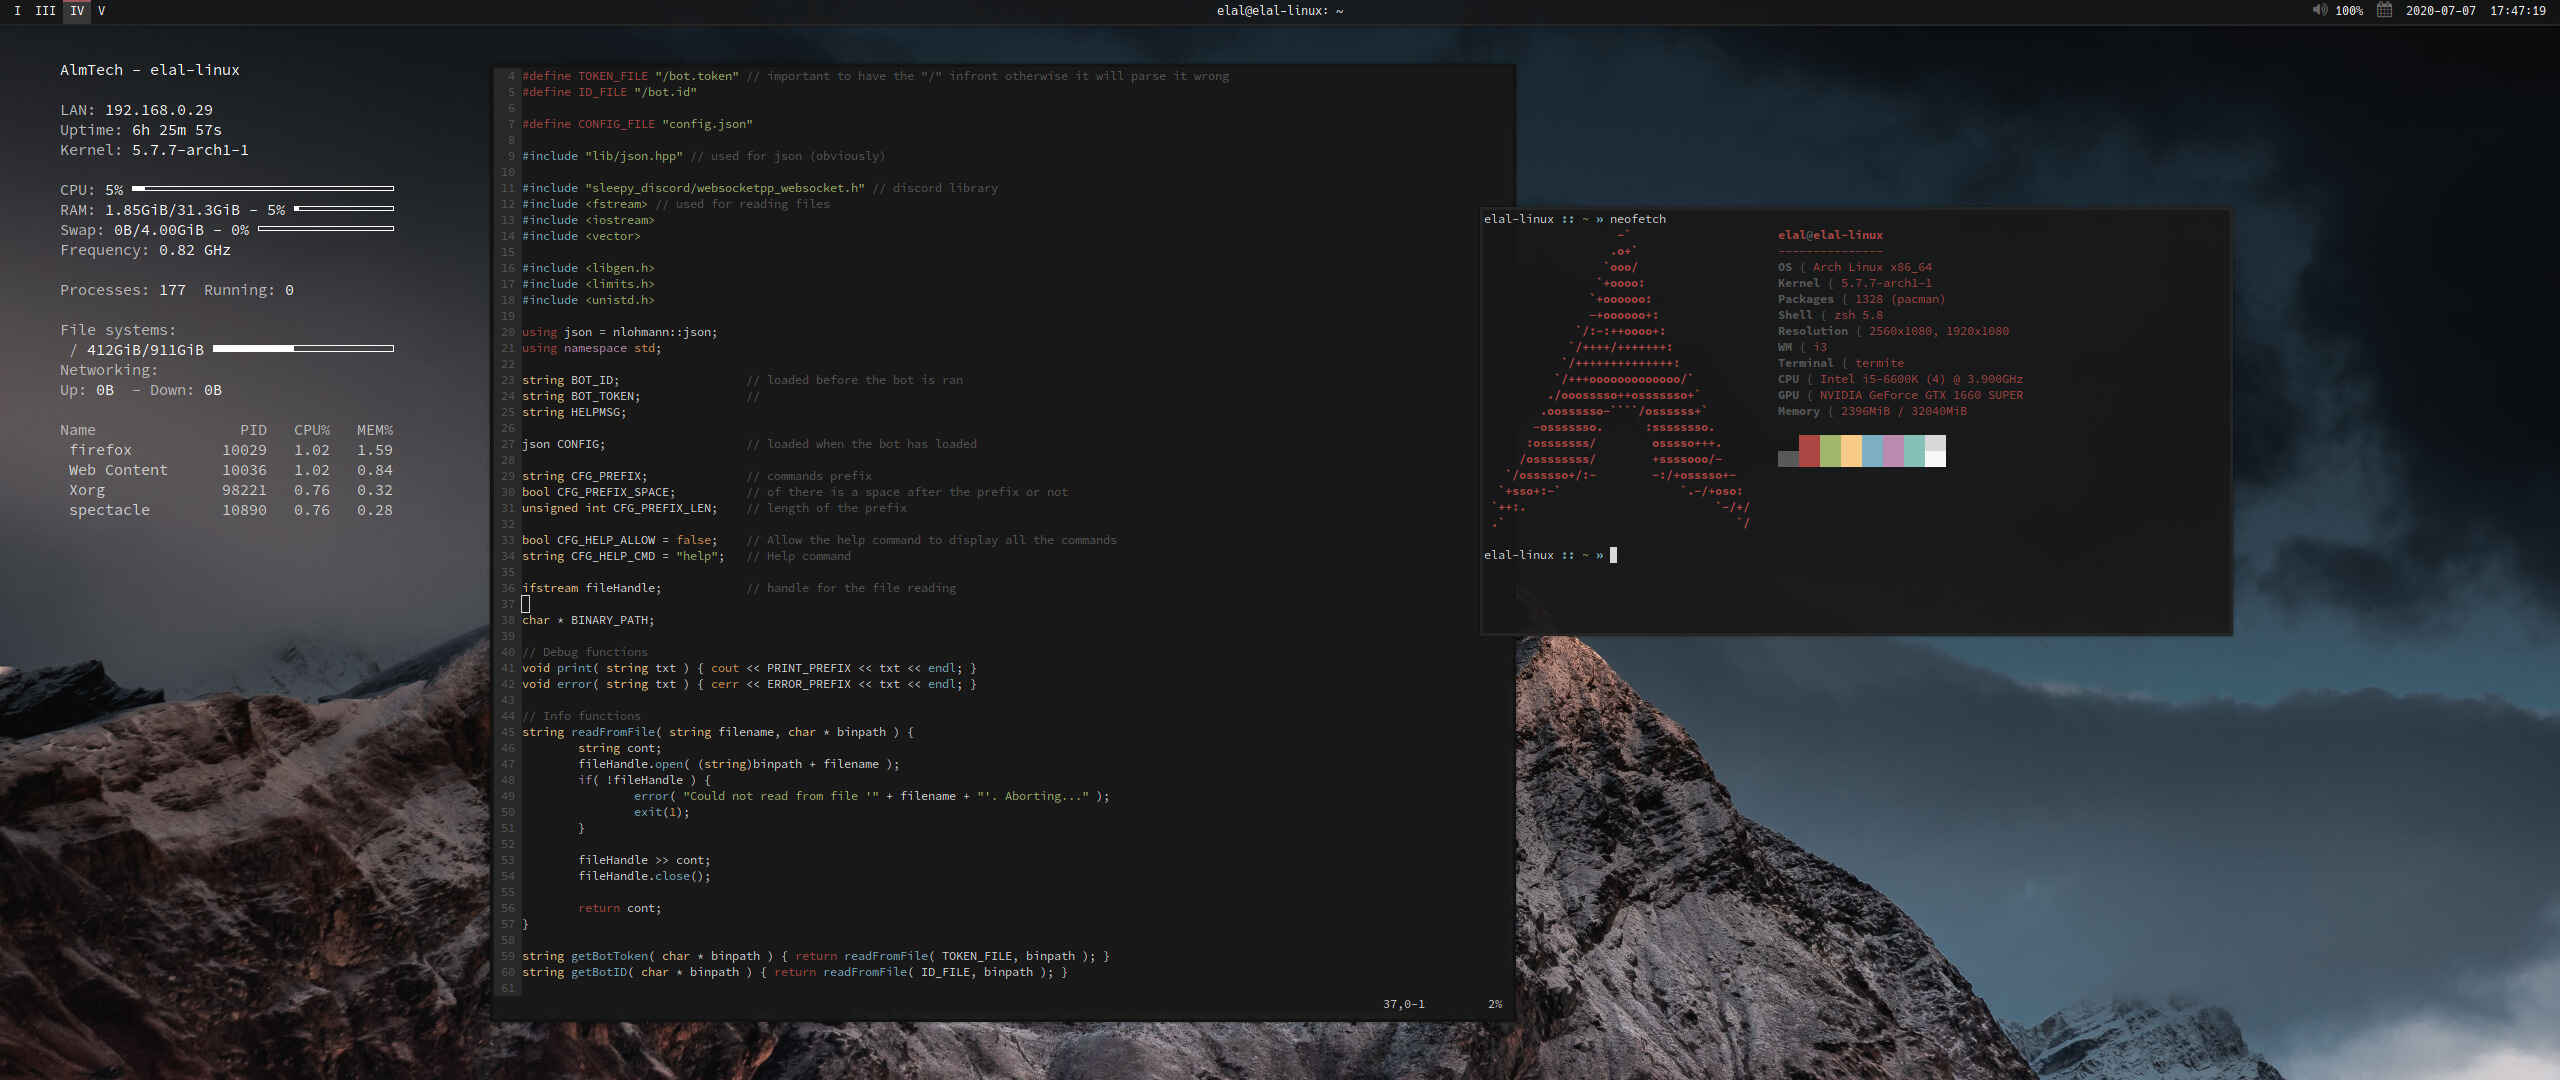 I III IV V
elal@elal-linux: ~
100% 2020-07-07 17:47:19
AlmTech - elal-linux
LAN: 192.168.0.29
Uptime: 6h 25m 57s
Kernel: 5.7.7-arch1-1
CPU: 5%
RAM: 1.85GiB/31.3GiB - 5%
Swap: 0B/4.00GiB - 0%
Frequency: 0.82 GHz
Processes: 177 Running: 0
File systems:
/ 412GiB/911GiB
Networking:
Up: 0B - Down: 0B
Name PID CPU% MEM%
firefox 10029 1.02 1.59
Web Content 10036 1.02 0.84
Xorg 98221 0.76 0.32
spectacle 10890 0.76 0.28
4 #define TOKEN_FILE "/bot.token" // important to have the "/" infront otherwise it will parse it wrong
5 #define ID_FILE "/bot.id"
6
7 #define CONFIG_FILE "config.json"
8
9 #include "lib/json.hpp" // used for json (obviously)
10
11 #include "sleepy_discord/websocketpp_websocket.h" // discord library
12 #include <fstream> // used for reading files
13 #include <iostream>
14 #include <vector>
15
16 #include <libgen.h>
17 #include <limits.h>
18 #include <unistd.h>
19
20 using json = nlohmann::json;
21 using namespace std;
22
23 string BOT_ID; // loaded before the bot is ran
24 string BOT_TOKEN; //
25 string HELPMSG;
26
27 json CONFIG; // loaded when the bot has loaded
28
29 string CFG_PREFIX; // commands prefix
30 bool CFG_PREFIX_SPACE; // of there is a space after the prefix or not
31 unsigned int CFG_PREFIX_LEN; // length of the prefix
32
33 bool CFG_HELP_ALLOW = false; // Allow the help command to display all the commands
34 string CFG_HELP_CMD = "help"; // Help command
35
36 ifstream fileHandle; // handle for the file reading
37
38 char * BINARY_PATH;
39
40 // Debug functions
41 void print( string txt ) { cout << PRINT_PREFIX << txt << endl; }
42 void error( string txt ) { cerr << ERROR_PREFIX << txt << endl; }
43
44 // Info functions
45 string readFromFile( string filename, char * binpath ) {
46 string cont;
47 fileHandle.open( (string)binpath + filename );
48 if( !fileHandle ) {
49 error( "Could not read from file '" + filename + "'. Aborting..." );
50 exit(1);
51 }
52
53 fileHandle >> cont;
54 fileHandle.close();
55
56 return cont;
57 }
58
59 string getBotToken( char * binpath ) { return readFromFile( TOKEN_FILE, binpath ); }
60 string getBotID( char * binpath ) { return readFromFile( ID_FILE, binpath ); }
61
37,0-1 2%
elal-linux :: ~ » neofetch
elal@elal-linux
---------------
OS ( Arch Linux x86_64
Kernel ( 5.7.7-arch1-1
Packages ( 1328 (pacman)
Shell ( zsh 5.8
Resolution ( 2560x1080, 1920x1080
WM ( i3
Terminal ( termite
CPU ( Intel i5-6600K (4) @ 3.900GHz
GPU ( NVIDIA GeForce GTX 1660 SUPER
Memory ( 2396MiB / 32040MiB
elal-linux :: ~ »